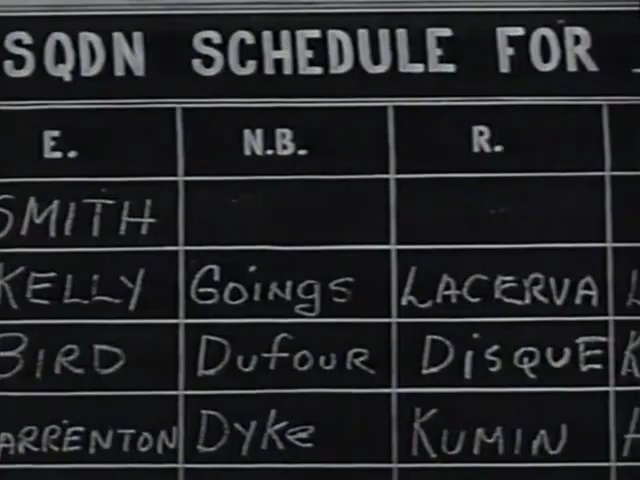 SQDN SCHEDULE FOR
E. N.B. R.
SMITH
KELLY GoiNgs LACERVA
BIRD DufouR DisQUE K
ARRENTON Dyke KUMIN